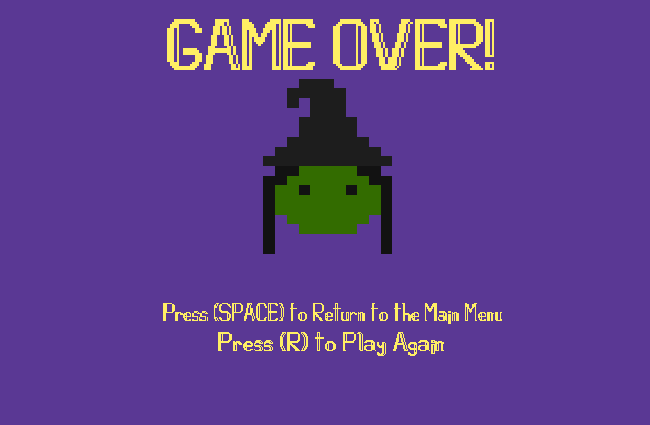 GAME OVER!
Press (SPACE) to Return to the Main Menu
Press (R) to Play Again